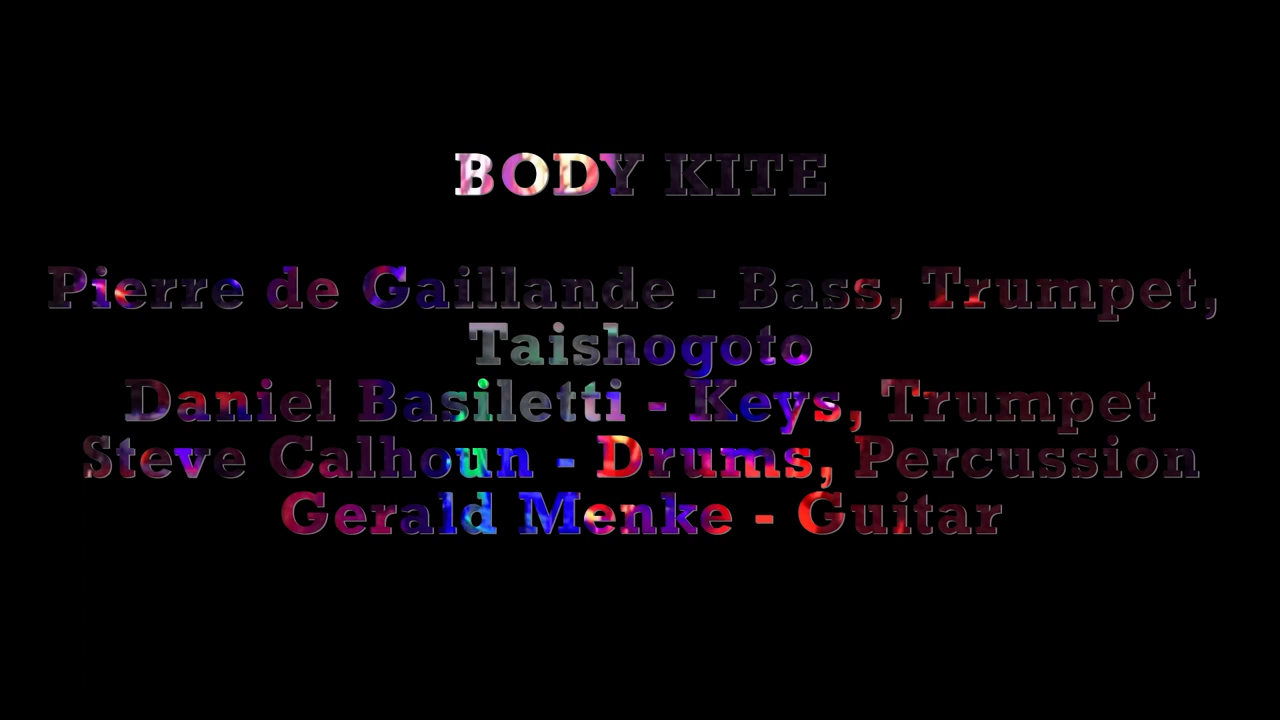 BODY KITE
Pierre de Gaillande - Bass, Trumpet,
Taishogoto
Daniel Basiletti - Keys, Trumpet
Steve Calhoun - Drums, Percussion
Gerald Menke - Guitar